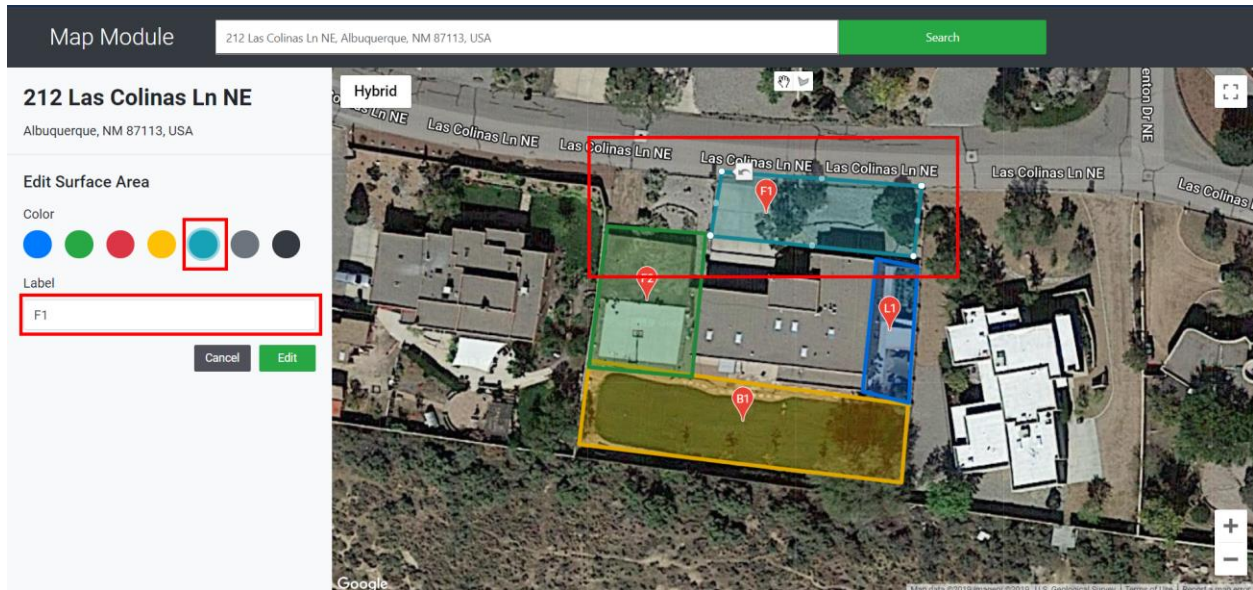 Map Module
212 Las Colinas Ln NE, Albuquerque, NM 87113, USA
Search
212 Las Colinas Ln NE
Albuquerque, NM 87113, USA
Edit Surface Area
Color
Label
F1
Cancel
Edit
Hybrid
Ln NE
Las Colinas Ln NE
Las Colinas Ln NE
Las Colinas Ln NE
Las Colinas Ln NE
Las Colinas Ln NE
Las Colinas
enton Dr NE
F1
F2
L1
B1
+
−
Google